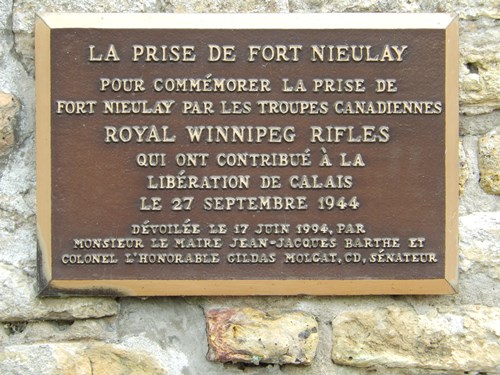 LA PRISE DE FORT NIEULAY
POUR COMMÉMORER LA PRISE DE
FORT NIEULAY PAR LES TROUPES CANADIENNES
ROYAL WINNIPEG RIFLES
QUI ONT CONTRIBUÉ À LA
LIBÉRATION DE CALAIS
LE 27 SEPTEMBRE 1944
DÉVOILÉE LE 17 JUIN 1994, PAR
MONSIEUR LE MAIRE JEAN-JACQUES BARTHE ET
COLONEL L'HONORABLE GILDAS MOLGAT, CD, SÉNATEUR